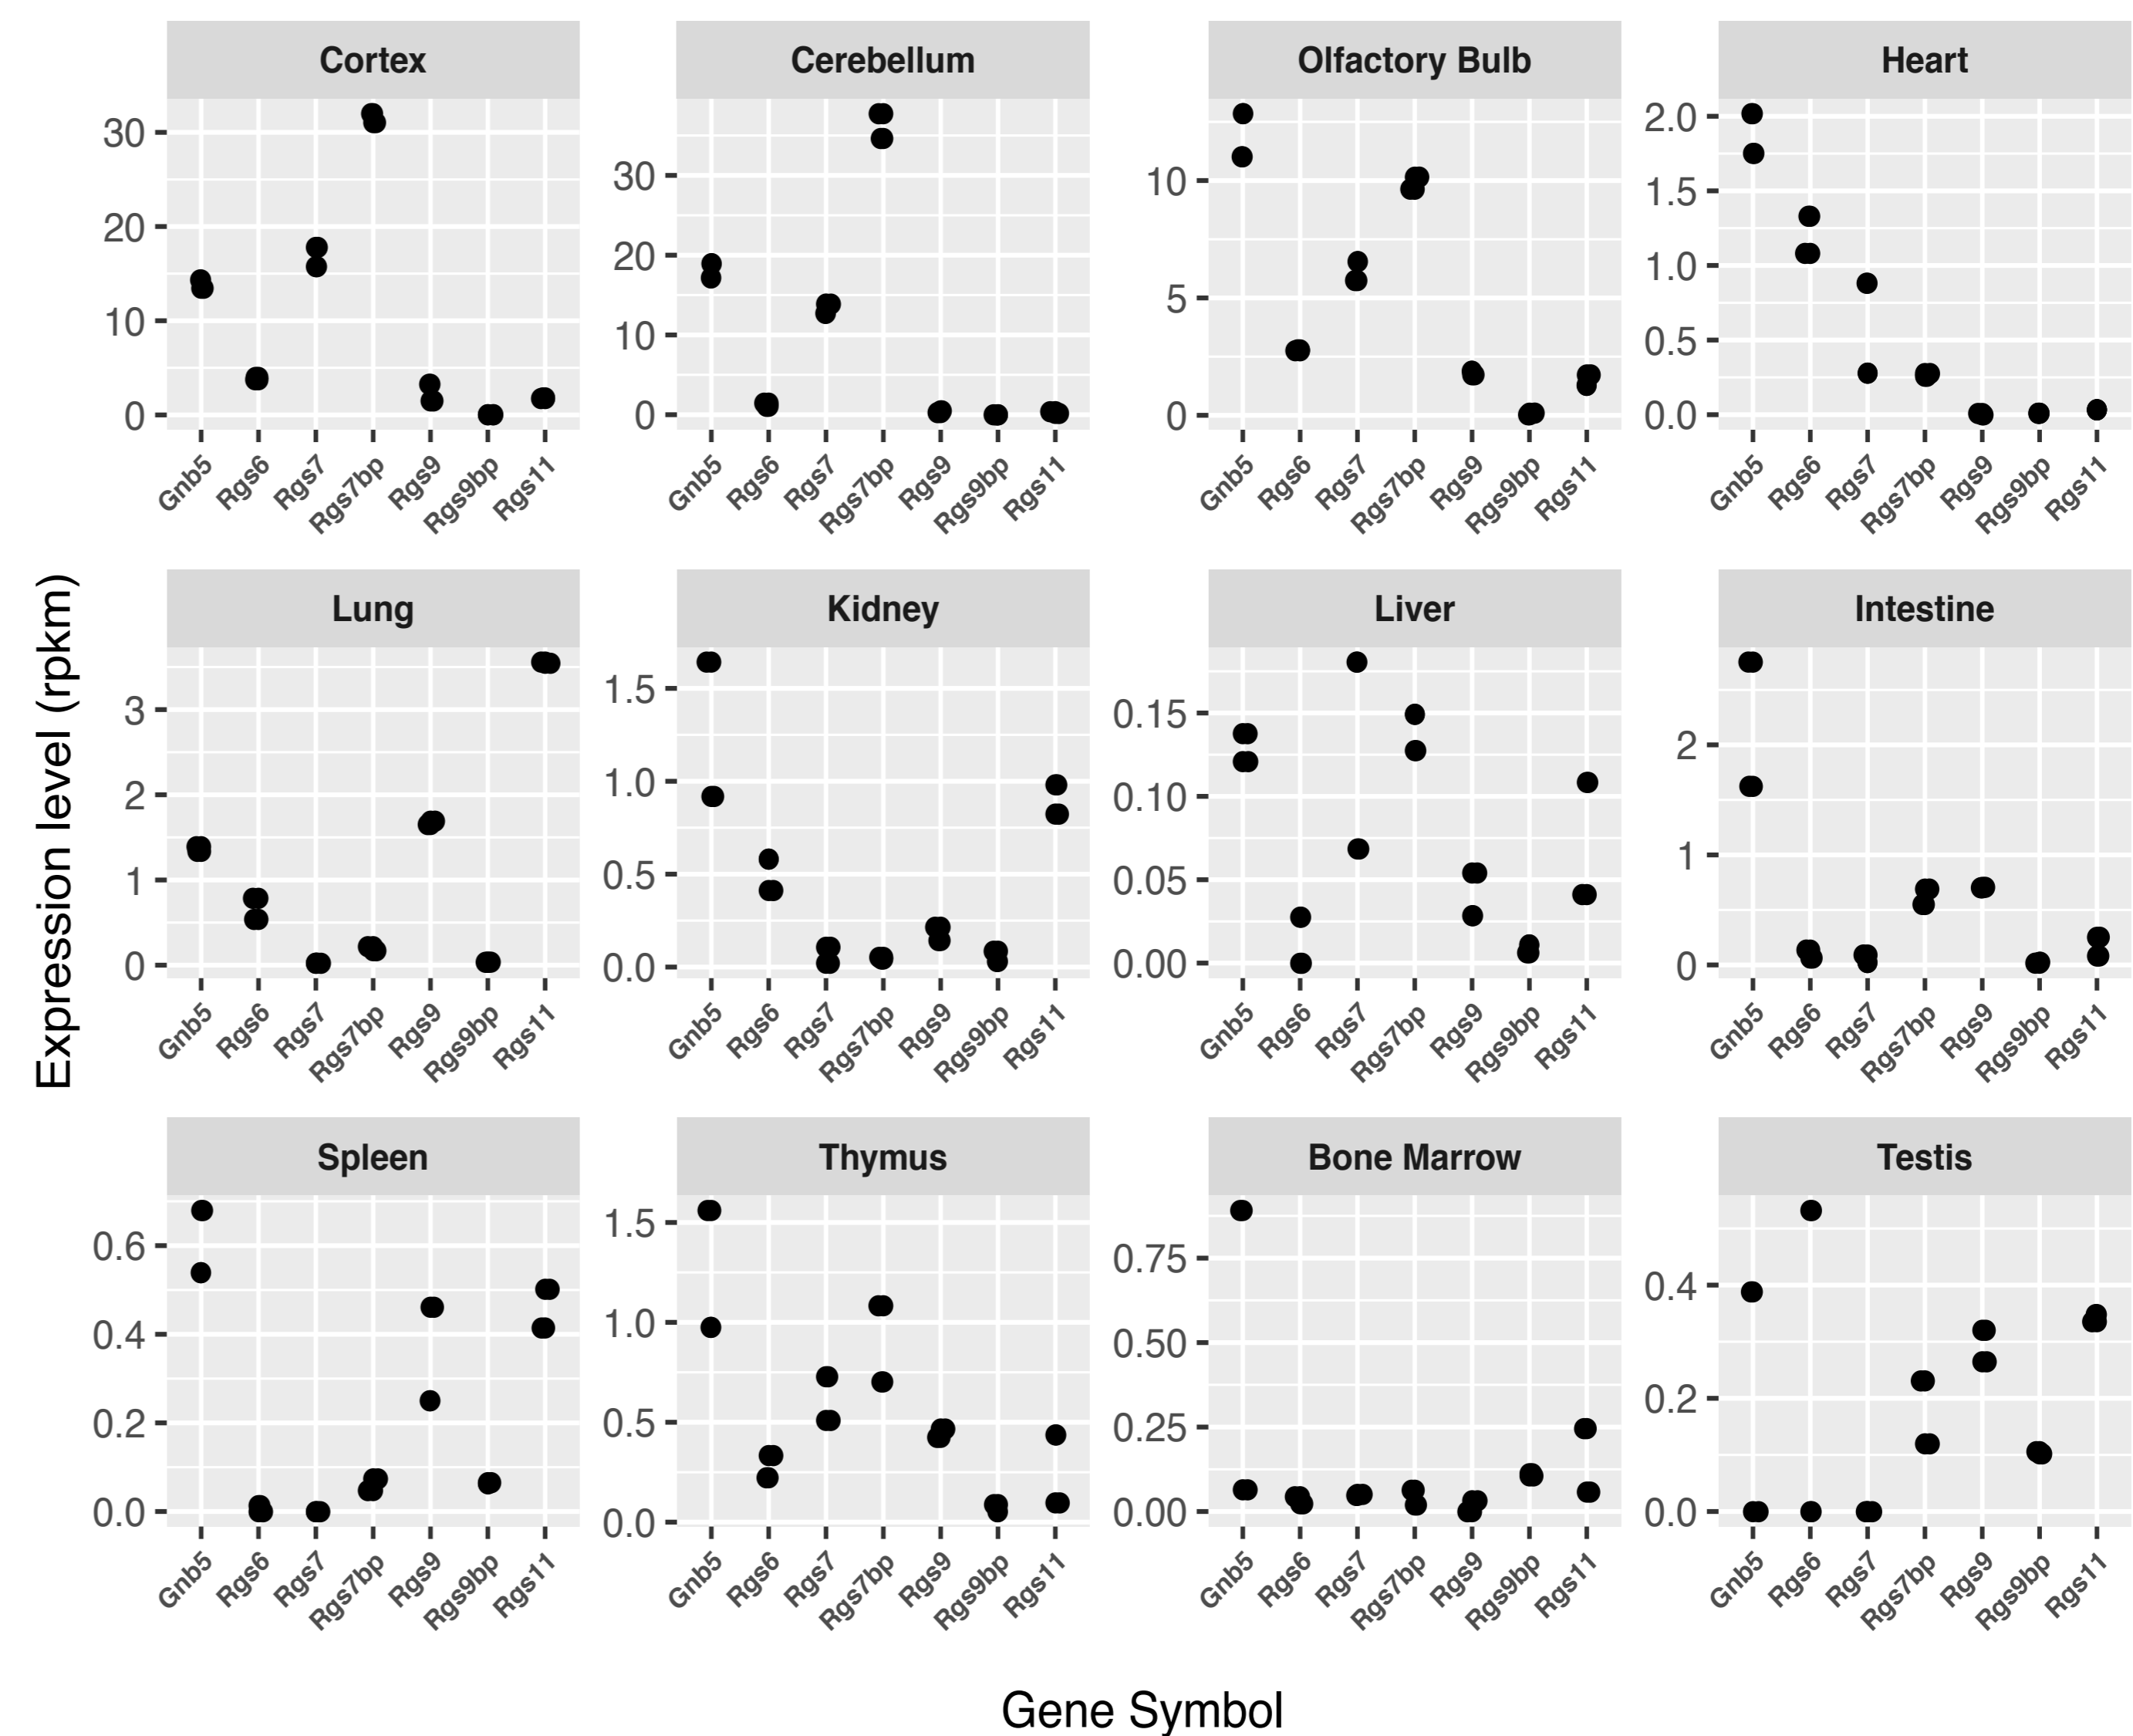 Cortex Cerebellum Olfactory Bulb Heart
30 20 10 0
30 20 10 0
10 5 0
2.0 1.5 1.0 0.5 0.0
Gnb5 Rgs6 Rgs7 Rgs7bp Rgs9 Rgs9bp Rgs11
Gnb5 Rgs6 Rgs7 Rgs7bp Rgs9 Rgs9bp Rgs11
Gnb5 Rgs6 Rgs7 Rgs7bp Rgs9 Rgs9bp Rgs11
Gnb5 Rgs6 Rgs7 Rgs7bp Rgs9 Rgs9bp Rgs11
Expression level (rpkm)
Lung Kidney Liver Intestine
3 2 1 0
1.5 1.0 0.5 0.0
0.15 0.10 0.05 0.00
2 1 0
Gnb5 Rgs6 Rgs7 Rgs7bp Rgs9 Rgs9bp Rgs11
Gnb5 Rgs6 Rgs7 Rgs7bp Rgs9 Rgs9bp Rgs11
Gnb5 Rgs6 Rgs7 Rgs7bp Rgs9 Rgs9bp Rgs11
Gnb5 Rgs6 Rgs7 Rgs7bp Rgs9 Rgs9bp Rgs11
Spleen Thymus Bone Marrow Testis
0.6 0.4 0.2 0.0
1.5 1.0 0.5 0.0
0.75 0.50 0.25 0.00
0.4 0.2 0.0
Gnb5 Rgs6 Rgs7 Rgs7bp Rgs9 Rgs9bp Rgs11
Gnb5 Rgs6 Rgs7 Rgs7bp Rgs9 Rgs9bp Rgs11
Gnb5 Rgs6 Rgs7 Rgs7bp Rgs9 Rgs9bp Rgs11
Gnb5 Rgs6 Rgs7 Rgs7bp Rgs9 Rgs9bp Rgs11
Gene Symbol